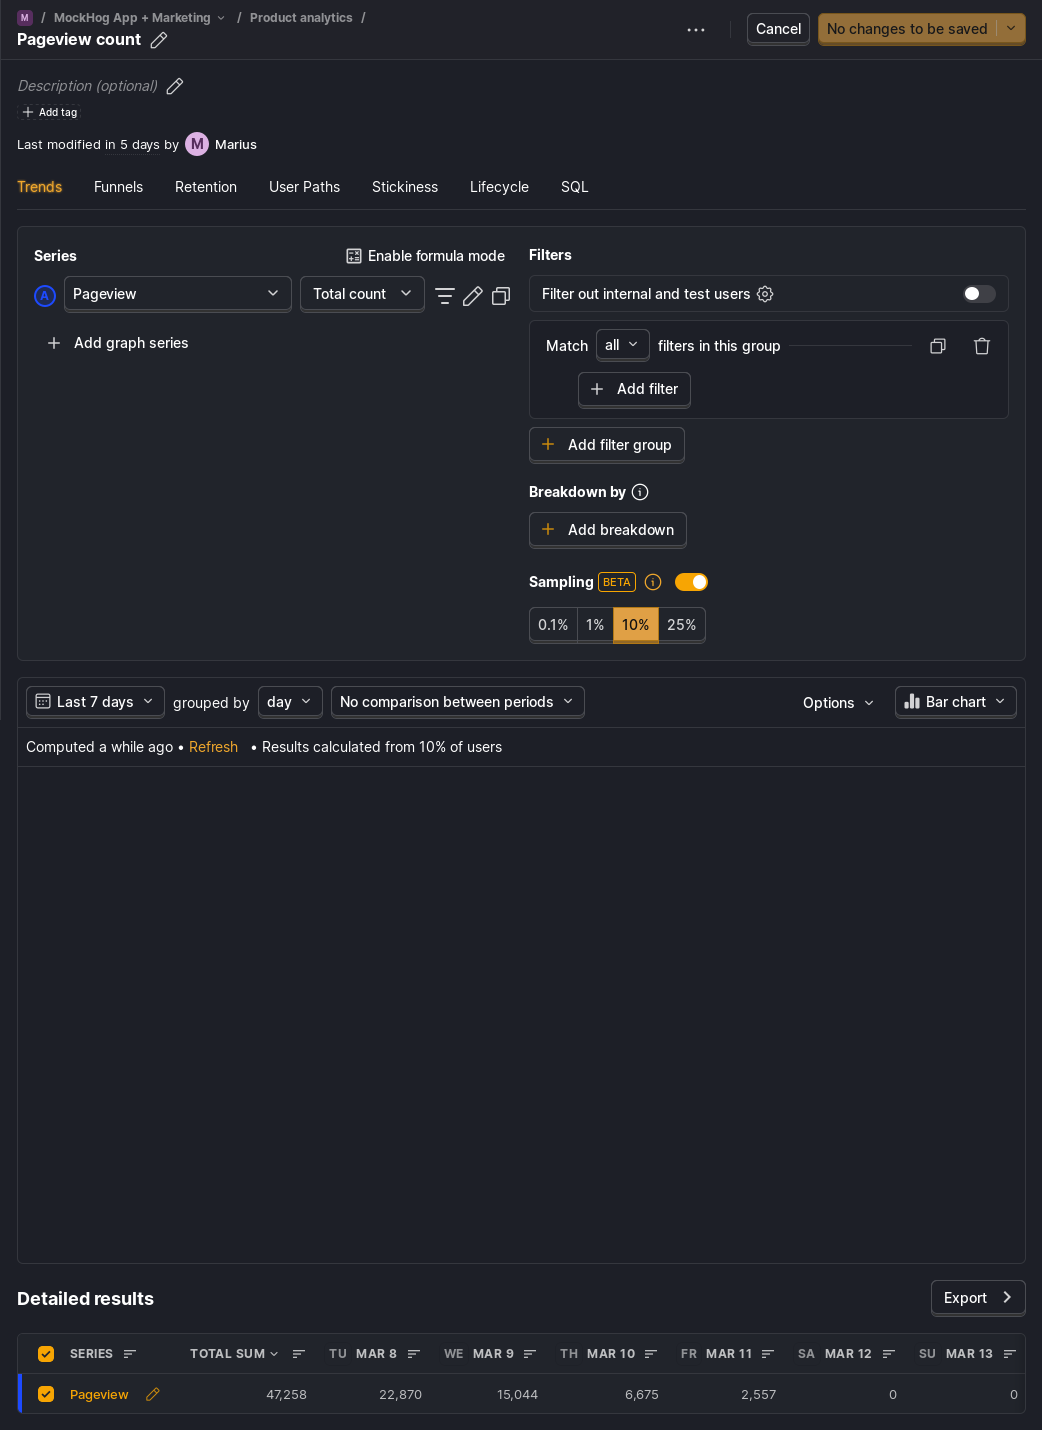 M / MockHog App + Marketing / Product analytics /
Pageview count
Cancel
No changes to be saved
Description (optional)
Add tag
Last modified in 5 days by M Marius
Trends Funnels Retention User Paths Stickiness Lifecycle SQL
Series
Enable formula mode
A Pageview Total count
Add graph series
Filters
Filter out internal and test users
Match all filters in this group
Add filter
Add filter group
Breakdown by
Add breakdown
Sampling BETA
0.1% 1% 10% 25%
Last 7 days grouped by day No comparison between periods Options Bar chart
Computed a while ago • Refresh • Results calculated from 10% of users
Detailed results
Export
SERIES TOTAL SUM TU MAR 8 WE MAR 9 TH MAR 10 FR MAR 11 SA MAR 12 SU MAR 13
Pageview 47,258 22,870 15,044 6,675 2,557 0 0